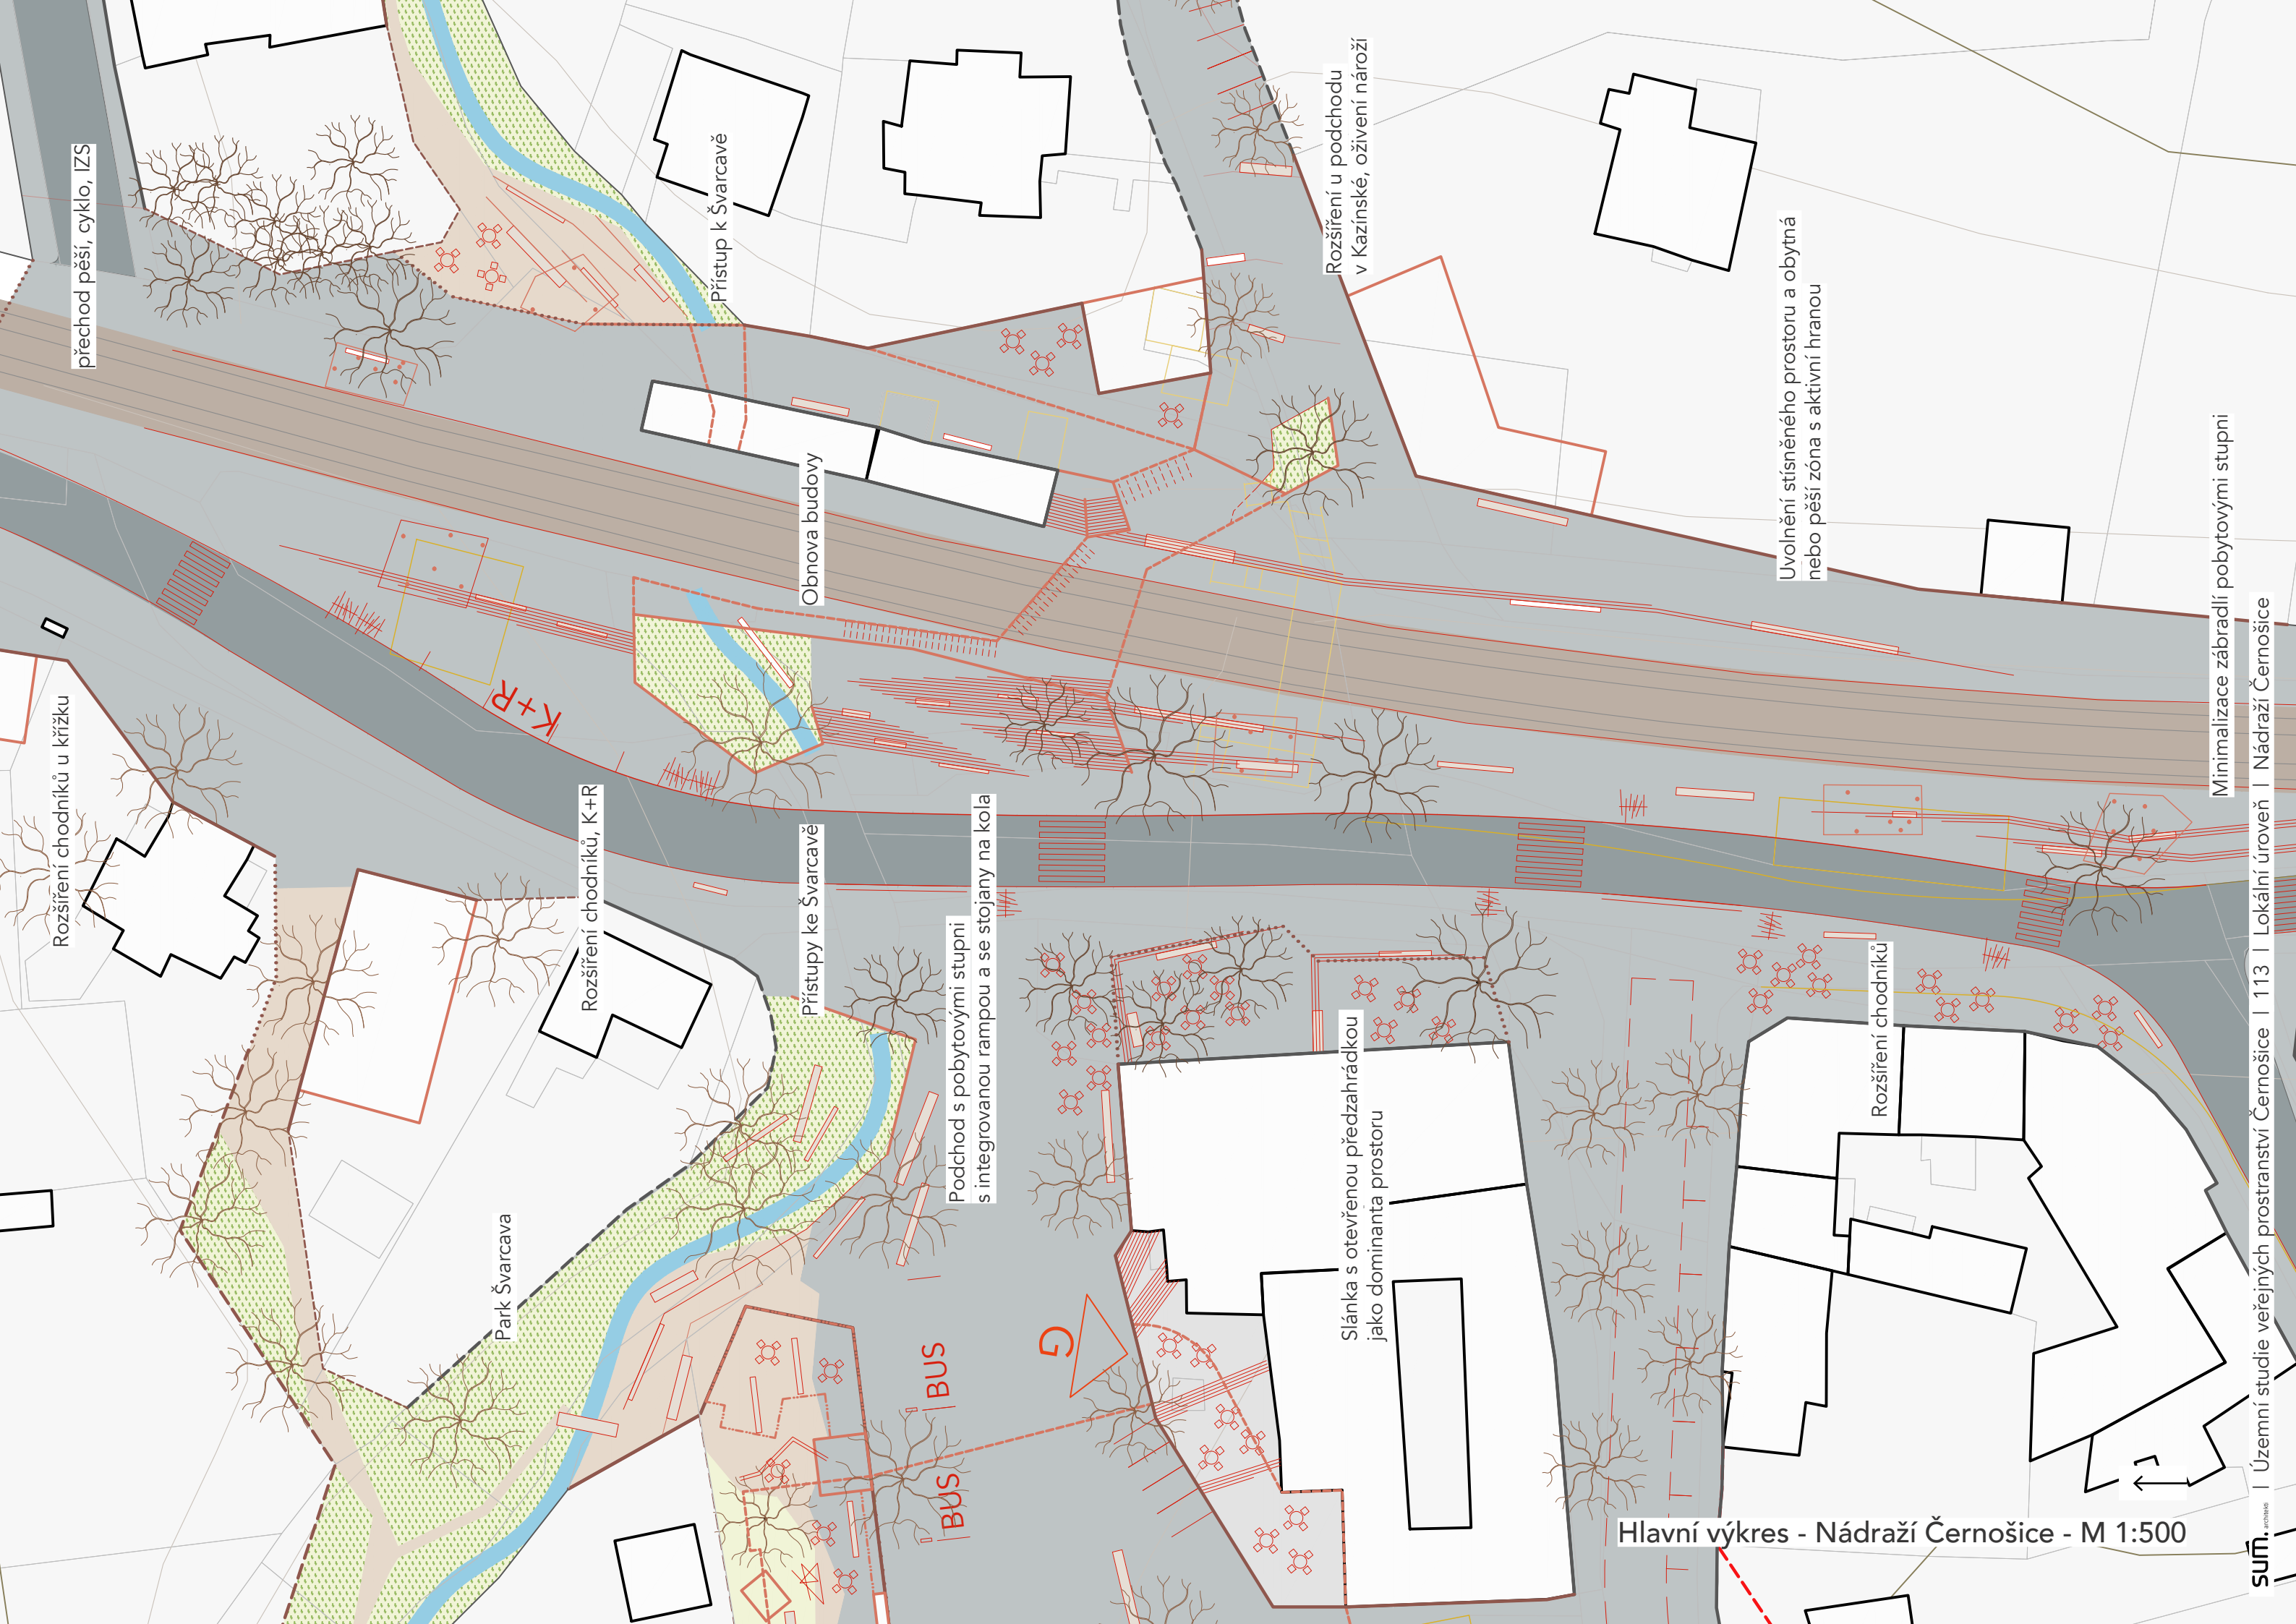 přechod pěší, cyklo, IZS
Přístup k Švarcavě
Rozšíření u podchodu
v Kazínské, oživení nároží
Uvolnění stísněného prostoru a obytná
nebo pěší zóna s aktivní hranou
Minimalizace zábradlí pobytovými stupni
Obnova budovy
K+R
Rozšíření chodníků u křížku
Rozšíření chodníků, K+R
Přístupy ke Švarcavě
Podchod s pobytovými stupni
s integrovanou rampou a se stojany na kola
Slánka s otevřenou předzahrádkou
jako dominanta prostoru
Rozšíření chodníků
Park Švarcava
BUS
BUS
G
Hlavní výkres - Nádraží Černošice - M 1:500
sum. architekti | Územní studie veřejných prostranství Černošice | 113 | Lokální úroveň | Nádraží Černošice